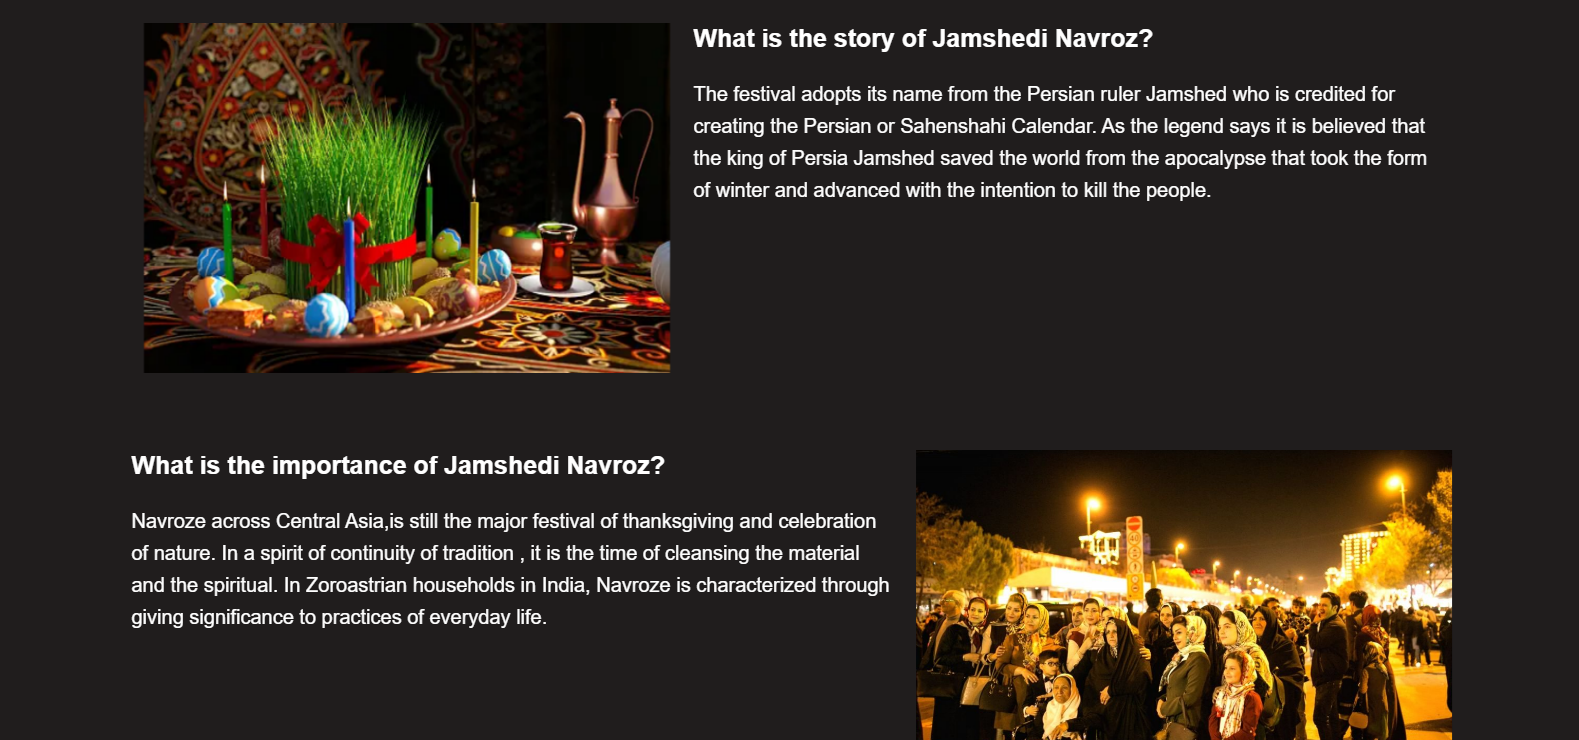 What is the story of Jamshedi Navroz?
The festival adopts its name from the Persian ruler Jamshed who is credited for
creating the Persian or Sahenshahi Calendar. As the legend says it is believed that
the king of Persia Jamshed saved the world from the apocalypse that took the form
of winter and advanced with the intention to kill the people.
What is the importance of Jamshedi Navroz?
Navroze across Central Asia,is still the major festival of thanksgiving and celebration
of nature. In a spirit of continuity of tradition , it is the time of cleansing the material
and the spiritual. In Zoroastrian households in India, Navroze is characterized through
giving significance to practices of everyday life.